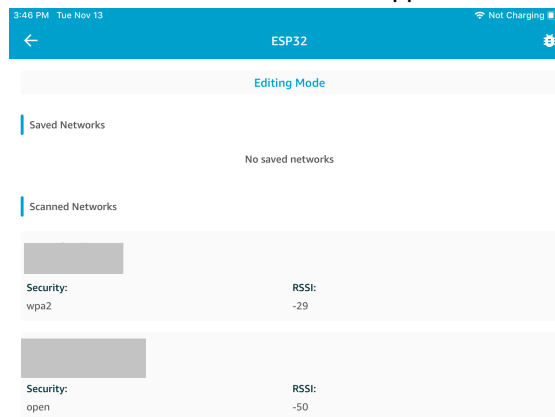 3:46 PM Tue Nov 13 Not Charging
ESP32
Editing Mode
Saved Networks
No saved networks
Scanned Networks
Security: RSSI:
wpa2 -29
Security: RSSI:
open -50